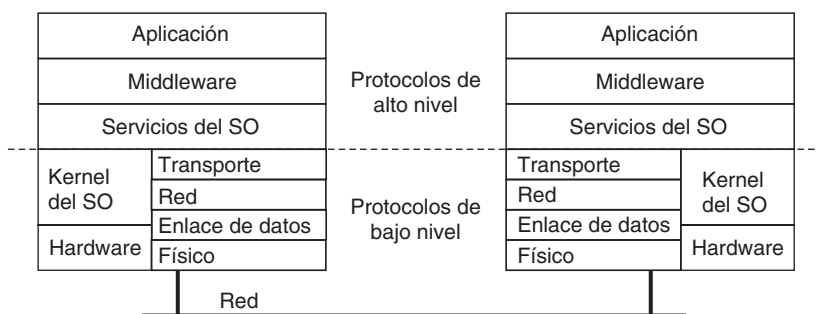 Aplicación
Middleware
Servicios del SO
Kernel
del SO
Hardware
Transporte
Red
Enlace de datos
Físico
Protocolos de
alto nivel
Protocolos de
bajo nivel
Aplicación
Middleware
Servicios del SO
Transporte
Red
Enlace de datos
Físico
Kernel
del SO
Hardware
Red